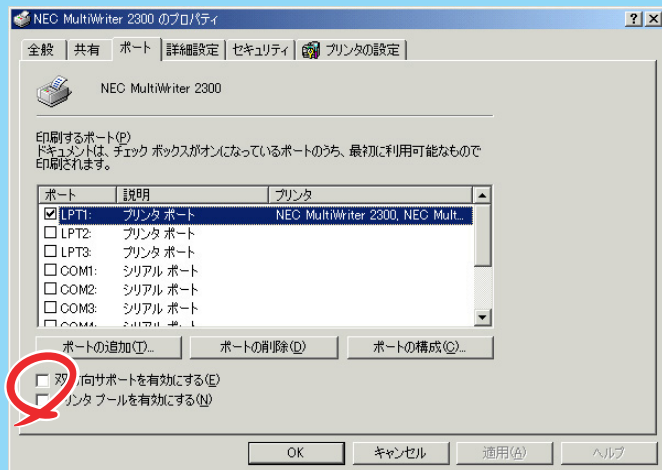 NEC MultiWriter 2300 のプロパティ
全般 共有 ポート 詳細設定 セキュリティ プリンタの設定
NEC MultiWriter 2300
印刷するポート(P)
ドキュメントは、チェック ボックスがオンになっているポートのうち、最初に利用可能なもので
印刷されます。
ポート 説明 プリンタ
LPT1: プリンタ ポート NEC MultiWriter 2300, NEC Mult...
LPT2: プリンタ ポート
LPT3: プリンタ ポート
COM1: シリアル ポート
COM2: シリアル ポート
COM3: シリアル ポート
COM4: シリアル ポート
ポートの追加(T)... ポートの削除(D) ポートの構成(C)...
双方向サポートを有効にする(E)
プリンタ プールを有効にする(N)
OK キャンセル 適用(A) ヘルプ